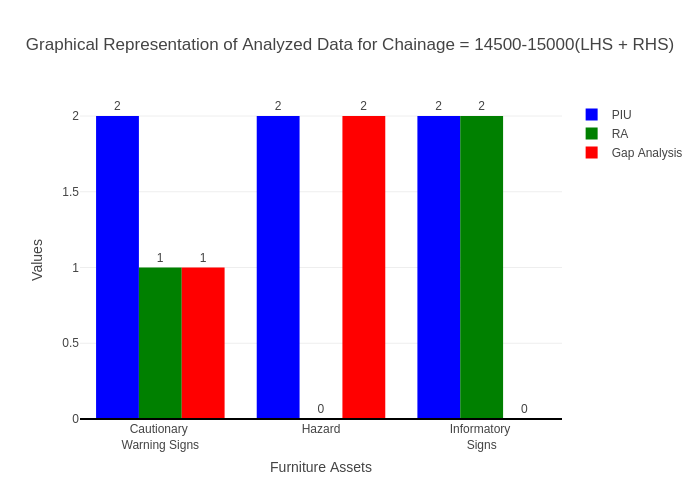 Graphical Representation of Analyzed Data for Chainage = 14500-15000(LHS + RHS)
2
2
2
2
2
PIU
RA
Gap Analysis
2
1.5
1
1
1
0.5
0
0
0
Values
Cautionary
Warning Signs
Hazard
Informatory
Signs
Furniture Assets